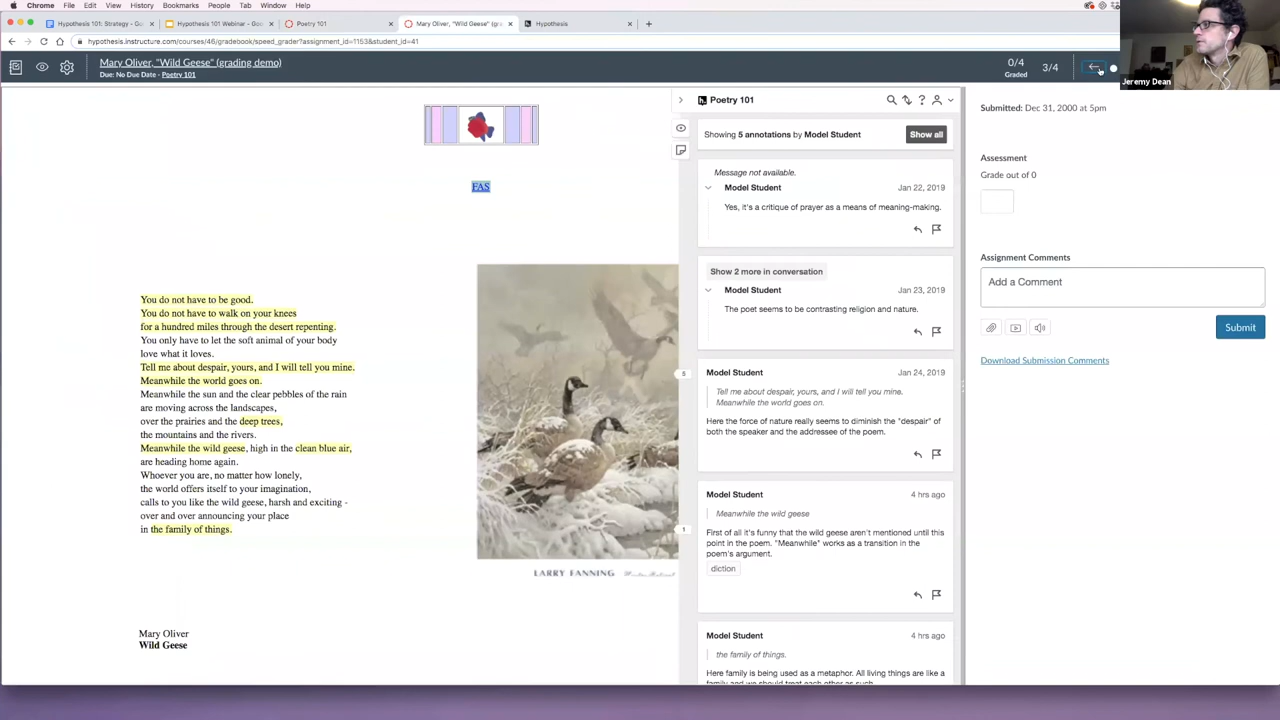 Chrome File Edit View History Bookmarks People Tab Window Help
Hypothesis 101: Strategy - Go
Hypothesis 101 Webinar - Goo
Poetry 101
Mary Oliver, "Wild Geese" (gra
Hypothesis
hypothesis.instructure.com/courses/46/gradebook/speed_grader?assignment_id=1153&student_id=41
Mary Oliver, "Wild Geese" (grading demo)
Due: No Due Date - Poetry 101
0/4
Graded
3/4
Jeremy Dean
FAS
You do not have to be good.
You do not have to walk on your knees
for a hundred miles through the desert repenting.
You only have to let the soft animal of your body
love what it loves.
Tell me about despair, yours, and I will tell you mine.
Meanwhile the world goes on.
Meanwhile the sun and the clear pebbles of the rain
are moving across the landscapes,
over the prairies and the deep trees,
the mountains and the rivers.
Meanwhile the wild geese, high in the clean blue air,
are heading home again.
Whoever you are, no matter how lonely,
the world offers itself to your imagination,
calls to you like the wild geese, harsh and exciting -
over and over announcing your place
in the family of things.
LARRY FANNING
Mary Oliver
Wild Geese
Poetry 101
Showing 5 annotations by Model Student
Show all
Message not available.
Model Student Jan 22, 2019
Yes, it's a critique of prayer as a means of meaning-making.
Show 2 more in conversation
Model Student Jan 23, 2019
The poet seems to be contrasting religion and nature.
5
Model Student Jan 24, 2019
Tell me about despair, yours, and I will tell you mine.
Meanwhile the world goes on.
Here the force of nature really seems to diminish the "despair" of
both the speaker and the addressee of the poem.
Model Student 4 hrs ago
Meanwhile the wild geese
1
First of all it's funny that the wild geese aren't mentioned until this
point in the poem. "Meanwhile" works as a transition in the
poem's argument.
diction
Model Student 4 hrs ago
the family of things.
Here family is being used as a metaphor. All living things are like a
family and we should treat each other as such.
Submitted: Dec 31, 2000 at 5pm
Assessment
Grade out of 0
Assignment Comments
Add a Comment
Submit
Download Submission Comments